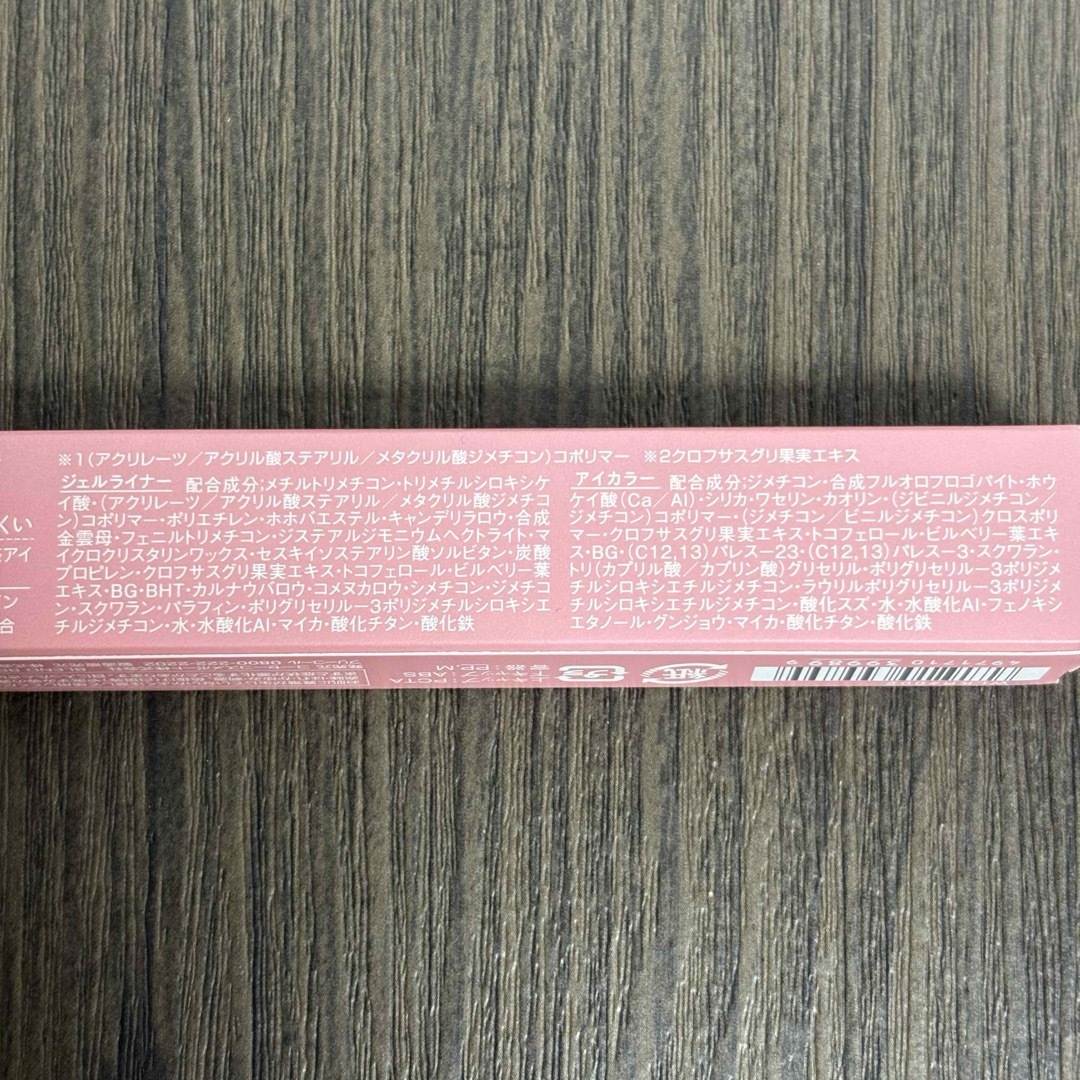 ※1(アクリレーツ／アクリル酸ステアリル／メタクリル酸ジメチコン)コポリマー ※2クロフサスグリ果実エキス
ジェルライナー 配合成分;メチルトリメチコン・トリメチルシロキシケ
イ酸・(アクリレーツ／アクリル酸ステアリル／メタクリル酸ジメチコ
ン)コポリマー・ポリエチレン・ホホバエステル・キャンデリラロウ・合成
金雲母・フェニルトリメチコン・ジステアルジモニウムヘクトライト・マ
イクロクリスタリンワックス・セスキイソステアリン酸ソルビタン・炭酸
プロピレン・クロフサスグリ果実エキス・トコフェロール・ビルベリー葉
エキス・BG・BHT・カルナウバロウ・コメヌカロウ・シメチコン・ジメチコ
ン・スクワラン・パラフィン・ポリグリセリル－3ポリジメチルシロキシエ
チルジメチコン・水・水酸化Al・マイカ・酸化チタン・酸化鉄
アイカラー 配合成分;ジメチコン・合成フルオロフロゴパイト・ホウ
ケイ酸(Ca／Al)・シリカ・ワセリン・カオリン・(ジビニルジメチコン／
ジメチコン)コポリマー・(ジメチコン／ビニルジメチコン)クロスポリ
マー・クロフサスグリ果実エキス・トコフェロール・ビルベリー葉エキ
ス・BG・(C12,13)パレス－23・(C12,13)パレス－3・スクワラン・
トリ(カプリル酸／カプリン酸)グリセリル・ポリグリセリル－3ポリジメ
チルシロキシエチルジメチコン・ラウリルポリグリセリル－3ポリジメ
チルシロキシエチルジメチコン・酸化スズ・水・水酸化Al・フェノキシ
エタノール・グンジョウ・マイカ・酸化チタン・酸化鉄
くい
アイ
ン
合
0800-222-3202
PCTA
キャップ:ABS
容器:PP,M
プラ
紙
4971710399899